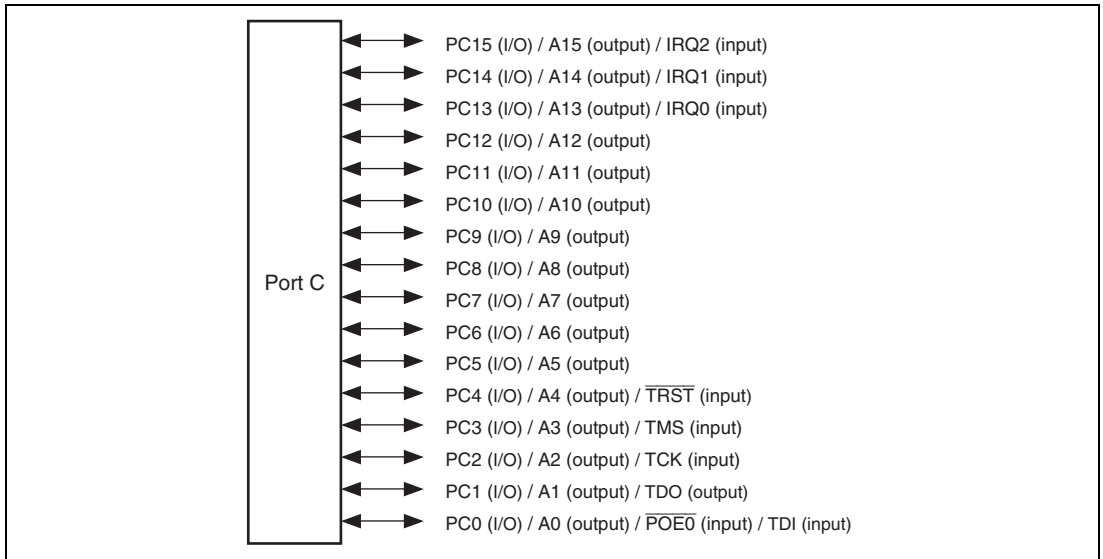 Port C
PC15 (I/O) / A15 (output) / IRQ2 (input)
PC14 (I/O) / A14 (output) / IRQ1 (input)
PC13 (I/O) / A13 (output) / IRQ0 (input)
PC12 (I/O) / A12 (output)
PC11 (I/O) / A11 (output)
PC10 (I/O) / A10 (output)
PC9 (I/O) / A9 (output)
PC8 (I/O) / A8 (output)
PC7 (I/O) / A7 (output)
PC6 (I/O) / A6 (output)
PC5 (I/O) / A5 (output)
PC4 (I/O) / A4 (output) / T̅R̅S̅T̅ (input)
PC3 (I/O) / A3 (output) / TMS (input)
PC2 (I/O) / A2 (output) / TCK (input)
PC1 (I/O) / A1 (output) / TDO (output)
PC0 (I/O) / A0 (output) / P̅O̅E̅0̅ (input) / TDI (input)